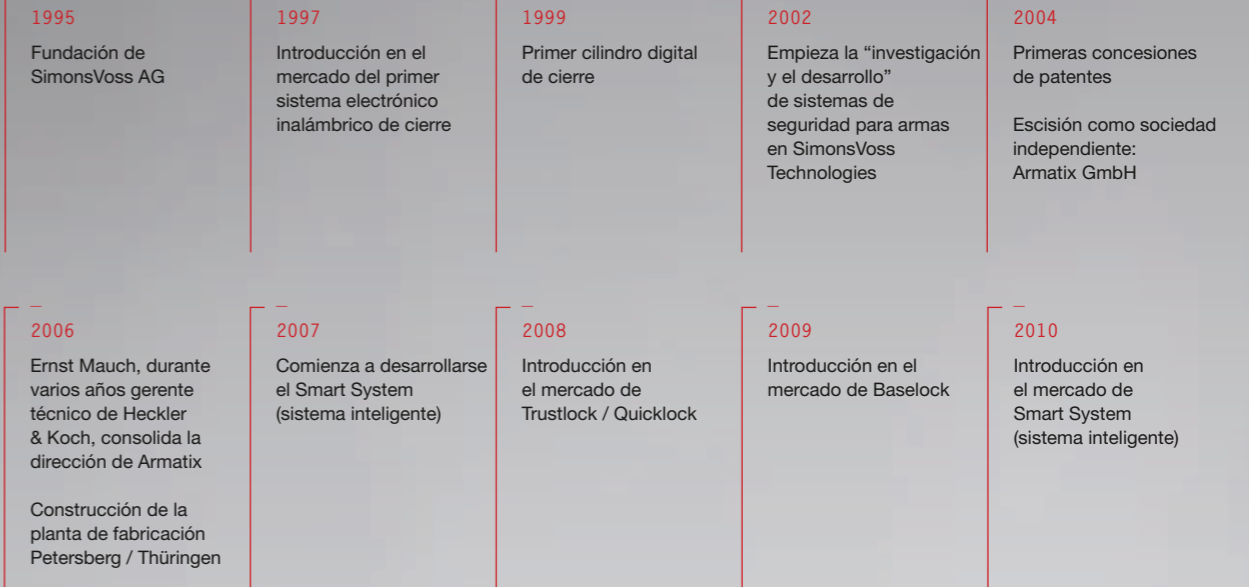 1995
Fundación de
SimonsVoss AG
1997
Introducción en el
mercado del primer
sistema electrónico
inalámbrico de cierre
1999
Primer cilindro digital
de cierre
2002
Empieza la “investigación
y el desarrollo”
de sistemas de
seguridad para armas
en SimonsVoss
Technologies
2004
Primeras concesiones
de patentes
Escisión como sociedad
independiente:
Armatix GmbH
2006
Ernst Mauch, durante
varios años gerente
técnico de Heckler
& Koch, consolida la
dirección de Armatix
Construcción de la
planta de fabricación
Petersberg / Thüringen
2007
Comienza a desarrollarse
el Smart System
(sistema inteligente)
2008
Introducción en
el mercado de
Trustlock / Quicklock
2009
Introducción en el
mercado de Baselock
2010
Introducción en
el mercado de
Smart System
(sistema inteligente)